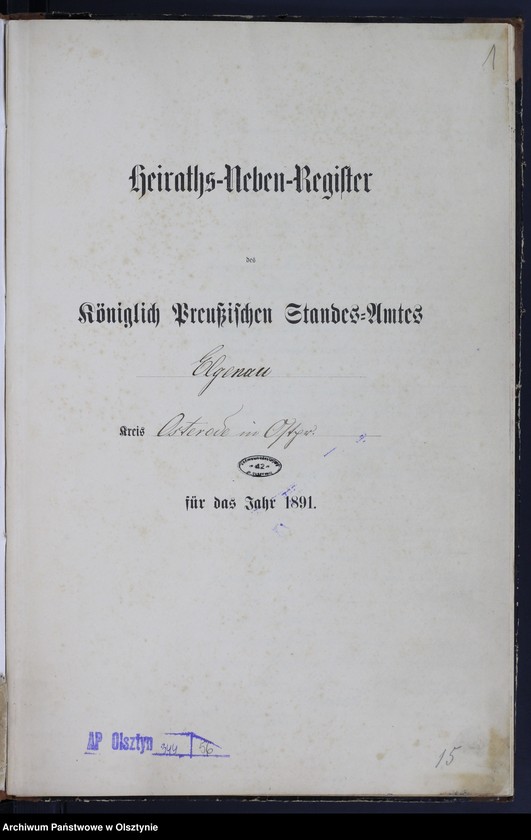 1
Heiraths-Neben-Register
des
Königlich Preußischen Standes-Amtes
Elgenau
Kreis Osterode in Ostpr.
42
für das Jahr 1891.
AP Olsztyn 344 56
15
Archiwum Państwowe w Olsztynie